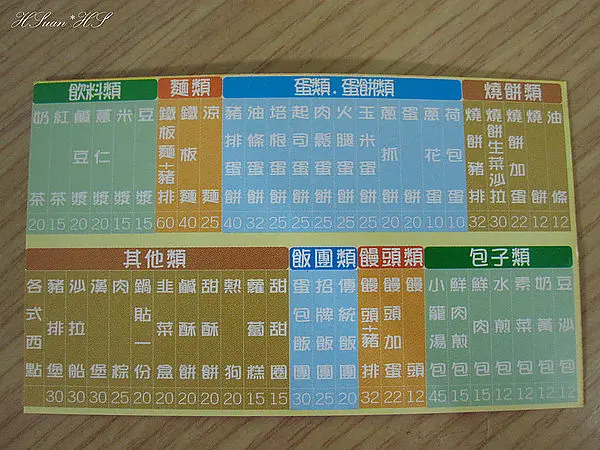 HSuan*HS
飲料類
奶茶 20
紅茶 15
鹹豆漿 25
薏仁漿 20
米漿 15
豆漿 15
麵類
鐵板麵+豬排 60
鐵板麵 40
涼麵 25
蛋類.蛋餅類
豬排蛋餅 40
油條蛋餅 32
培根蛋餅 25
起司蛋餅 25
肉鬆蛋餅 25
火腿蛋餅 25
玉米蛋餅 25
蔥抓餅 20
蛋餅 20
蔥花蛋 10
荷包蛋 10
燒餅類
燒餅豬排 32
燒餅生菜沙拉 30
燒餅加蛋 22
燒餅 12
油條 12
其他類
各式西點
豬排堡 30
沙拉船 30
漢堡 30
肉粽 25
鍋貼一份 20
韭菜盒 20
鹹酥餅 20
甜酥餅 20
熱狗 20
蘿蔔糕 15
甜甜圈 15
飯團類
蛋包飯團 30
招牌飯團 25
傳統飯團 20
饅頭類
饅頭+豬排 32
饅頭加蛋 22
饅頭 12
包子類
小籠湯包 45
鮮肉煎包 15
鮮肉包 15
水煎包 12
素菜包 12
奶黃包 12
豆沙包 12